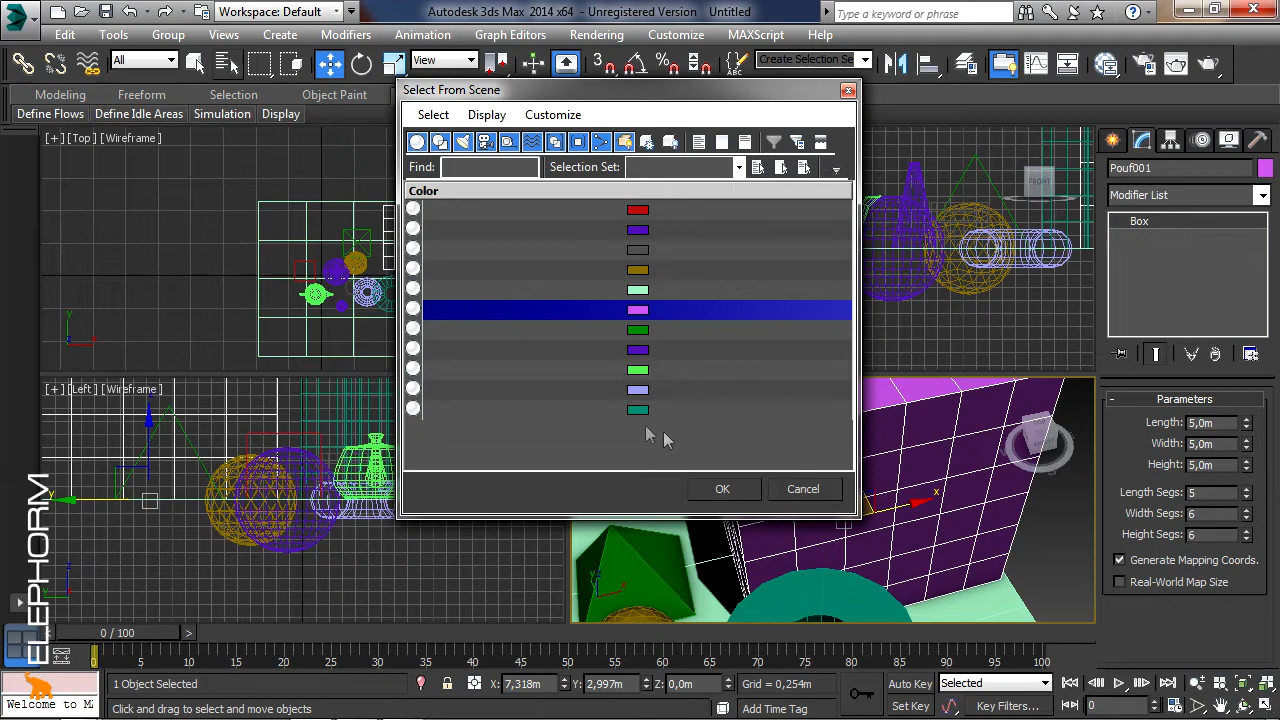 Workspace: Default
Autodesk 3ds Max 2014 x64 - Unregistered Version Untitled
Type a keyword or phrase
Edit Tools Group Views Create Modifiers Animation Graph Editors Rendering Customize MAXScript Help
All
View
Create Selection Se
Modeling Freeform Selection Object Paint
Define Flows Define Idle Areas Simulation Display
Select From Scene
Select Display Customize
Find:
Selection Set:
Color
OK
Cancel
[+] [Top] [Wireframe]
[+] [Left] [Wireframe]
FRONT
Pouf001
Modifier List
Box
Parameters
Length: 5,0m
Width: 5,0m
Height: 5,0m
Length Segs: 5
Width Segs: 6
Height Segs: 6
Generate Mapping Coords.
Real-World Map Size
ELEPHORM
0 / 100
0 5 10 15 20 25 30 35 40 45 50 55 60 65 70 75 80 85 90 95 100
1 Object Selected
X: 7,318m Y: 2,997m Z: 0,0m
Grid = 0,254m
Auto Key
Selected
Welcome to M
Click and drag to select and move objects
Add Time Tag
Set Key
Key Filters...
0